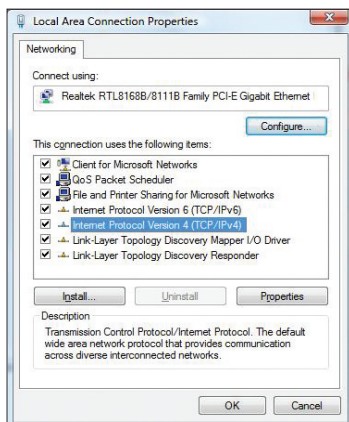 Local Area Connection Properties
Networking
Connect using:
Realtek RTL8168B/8111B Family PCI-E Gigabit Ethernet
Configure...
This connection uses the following items:
Client for Microsoft Networks
QoS Packet Scheduler
File and Printer Sharing for Microsoft Networks
Internet Protocol Version 6 (TCP/IPv6)
Internet Protocol Version 4 (TCP/IPv4)
Link-Layer Topology Discovery Mapper I/O Driver
Link-Layer Topology Discovery Responder
Install...
Uninstall
Properties
Description
Transmission Control Protocol/Internet Protocol. The default
wide area network protocol that provides communication
across diverse interconnected networks.
OK
Cancel